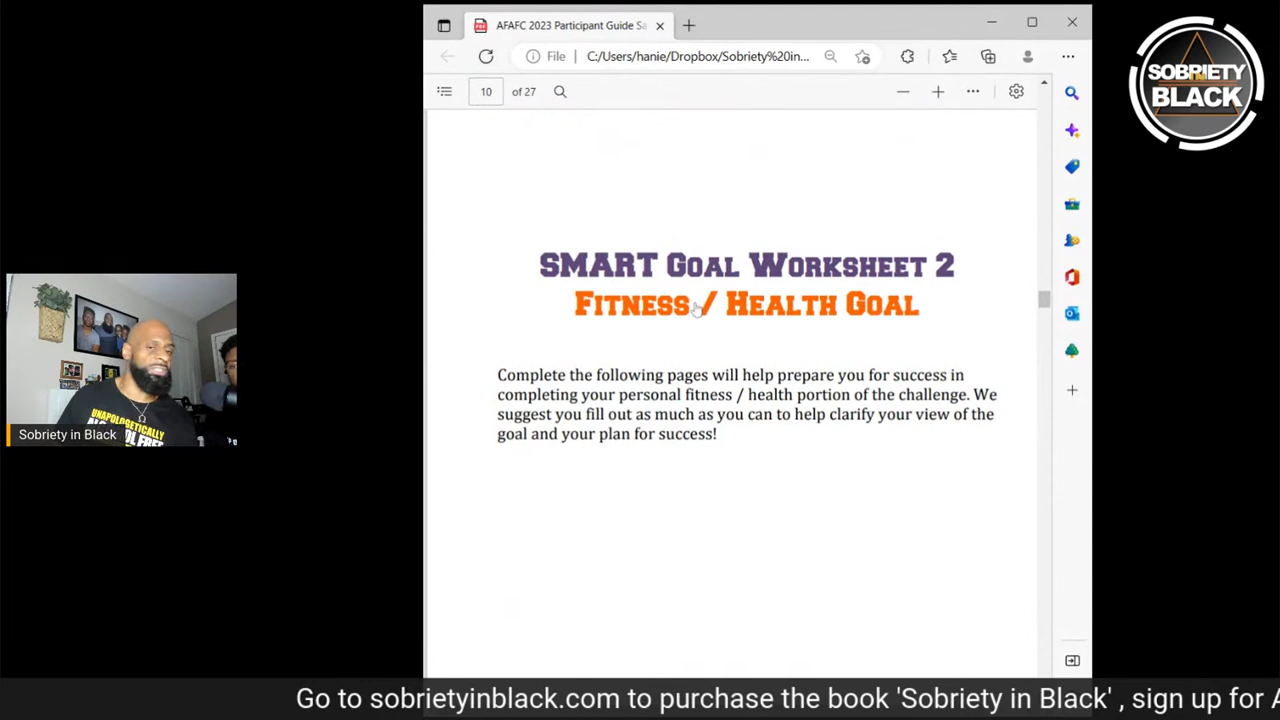 AFAFC 2023 Participant Guide Sa
File
C:/Users/hanie/Dropbox/Sobriety%20in...
10 of 27
SOBRIETY
IN
BLACK
SMART Goal Worksheet 2
Fitness / Health Goal
Complete the following pages will help prepare you for success in
completing your personal fitness / health portion of the challenge. We
suggest you fill out as much as you can to help clarify your view of the
goal and your plan for success!
UNAPOLOGETICALLY
Sobriety in Black
Go to sobrietyinblack.com to purchase the book 'Sobriety in Black' , sign up for A